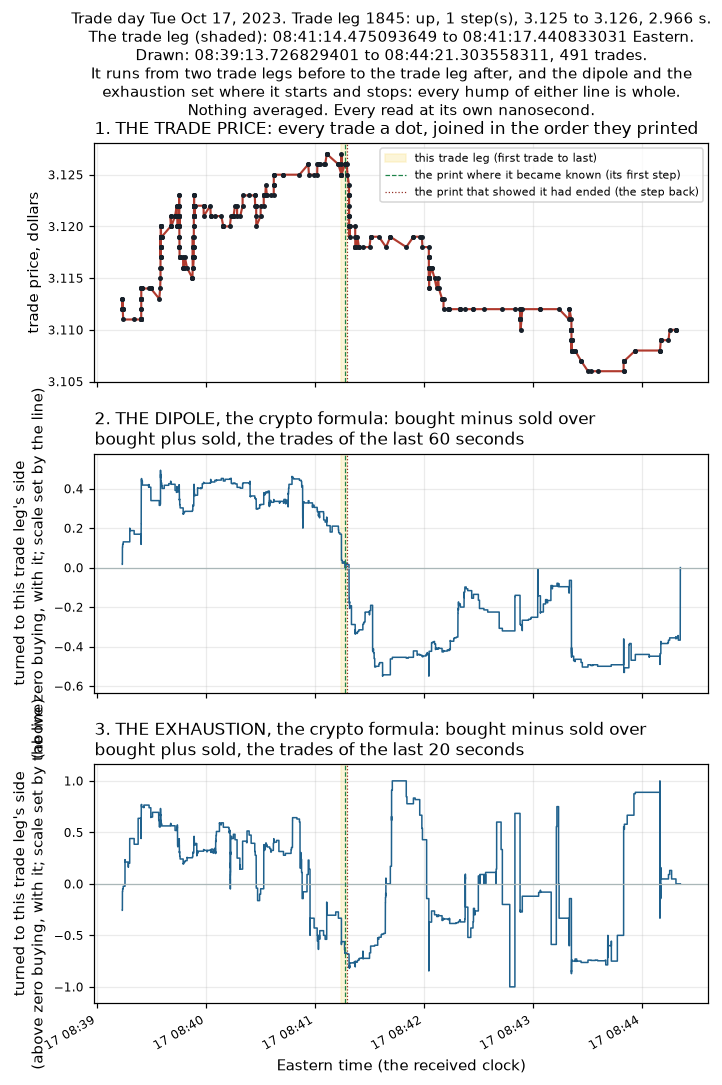 Trade day Tue Oct 17, 2023. Trade leg 1845: up, 1 step(s), 3.125 to 3.126, 2.966 s.
The trade leg (shaded): 08:41:14.475093649 to 08:41:17.440833031 Eastern.
Drawn: 08:39:13.726829401 to 08:44:21.303558311, 491 trades.
It runs from two trade legs before to the trade leg after, and the dipole and the
exhaustion set where it starts and stops: every hump of either line is whole.
Nothing averaged. Every read at its own nanosecond.
1. THE TRADE PRICE: every trade a dot, joined in the order they printed
this trade leg (first trade to last)
the print where it became known (its first step)
the print that showed it had ended (the step back)
trade price, dollars
3.125
3.120
3.115
3.110
3.105
2. THE DIPOLE, the crypto formula: bought minus sold over
bought plus sold, the trades of the last 60 seconds
turned to this trade leg's side
(above zero buying, with it; scale set by the line)
0.4
0.2
0.0
−0.2
−0.4
−0.6
3. THE EXHAUSTION, the crypto formula: bought minus sold over
bought plus sold, the trades of the last 20 seconds
turned to this trade leg's side
(above zero buying, with it; scale set by the line)
1.0
0.5
0.0
−0.5
−1.0
17 08:39
17 08:40
17 08:41
17 08:42
17 08:43
17 08:44
Eastern time (the received clock)